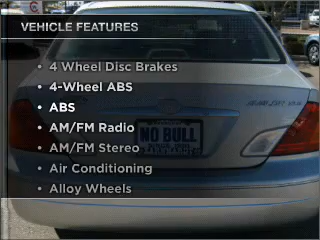 VEHICLE FEATURES
• 4 Wheel Disc Brakes
• 4-Wheel ABS
• ABS
• AM/FM Radio
• AM/FM Stereo
• Air Conditioning
• Alloy Wheels
NO BULL